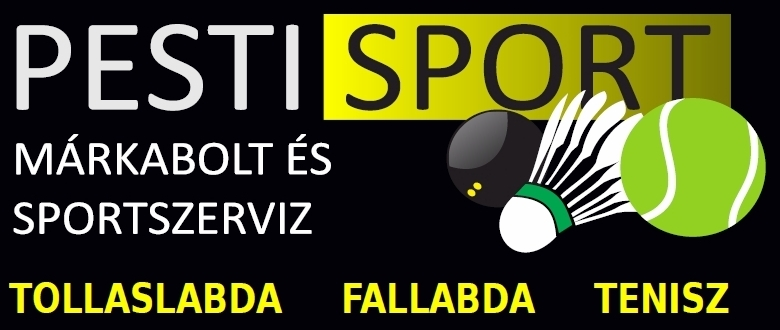 PESTI SPORT
MÁRKABOLT ÉS
SPORTSZERVIZ
TOLLASLABDA FALLABDA TENISZ